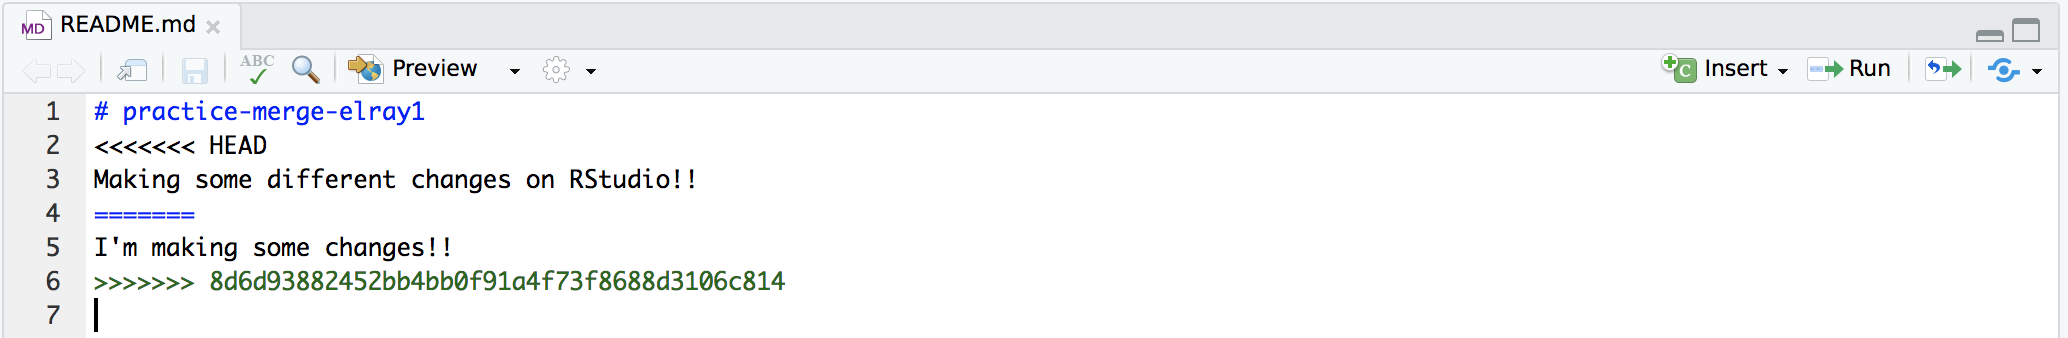 MD README.md
ABC Preview Insert Run
C
1 # practice-merge-elray1
2 <<<<<<< HEAD
3 Making some different changes on RStudio!!
4 =======
5 I'm making some changes!!
6 >>>>>>> 8d6d93882452bb4bb0f91a4f73f8688d3106c814
7